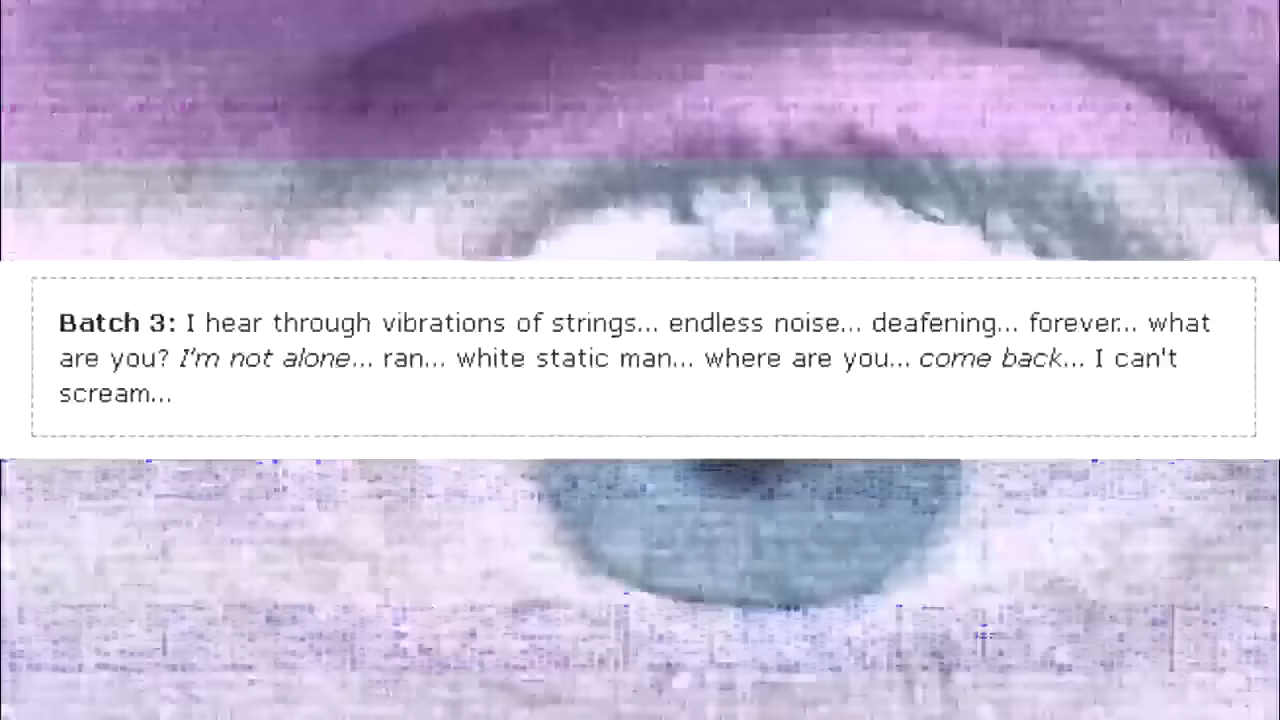 Batch 3: I hear through vibrations of strings... endless noise... deafening... forever... what
are you? I'm not alone... ran... white static man... where are you... come back... I can't
scream...